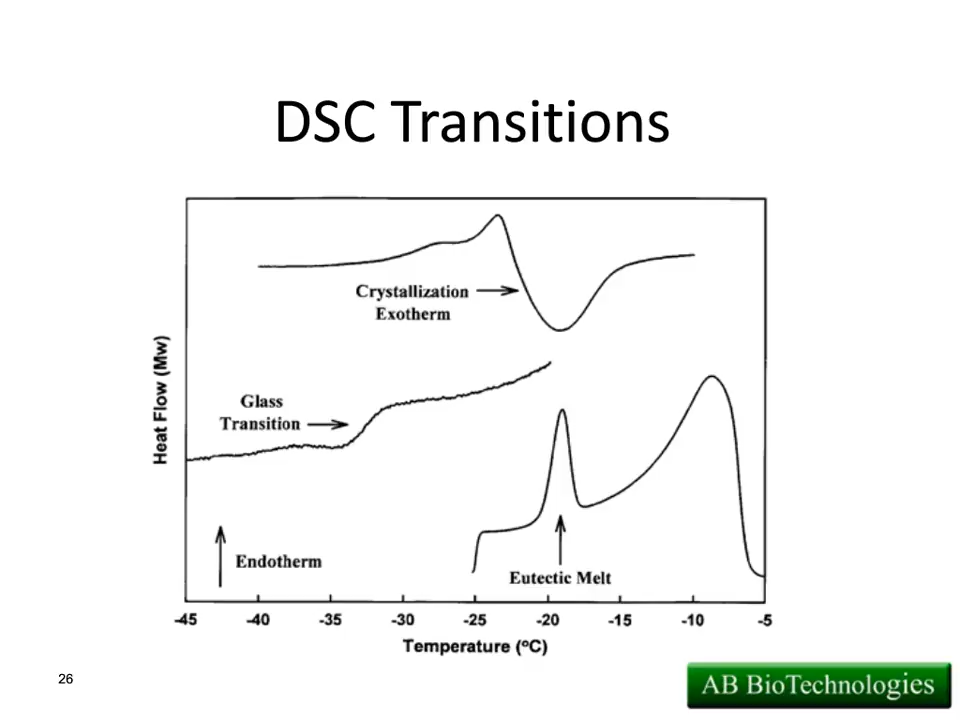 DSC Transitions
Crystallization
Exotherm
Heat Flow (Mw)
Glass
Transition
Endotherm
Eutectic Melt
-45 -40 -35 -30 -25 -20 -15 -10 -5
Temperature (°C)
26
AB BioTechnologies